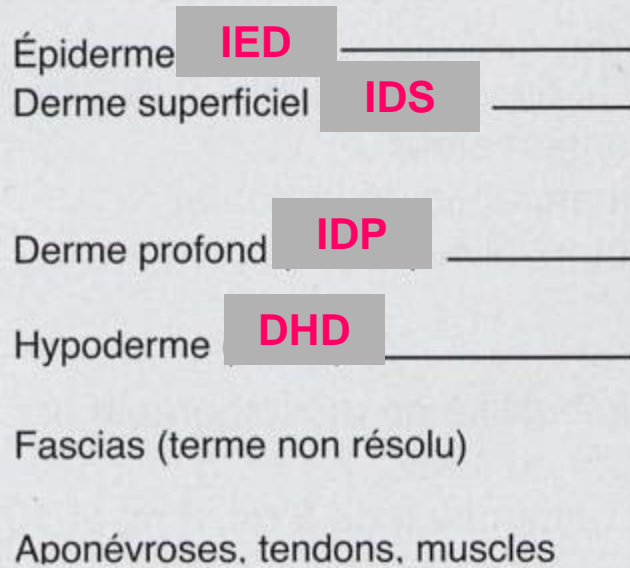 Épiderme IED
Derme superficiel IDS
Derme profond IDP
Hypoderme DHD
Fascias (terme non résolu)
Aponévroses, tendons, muscles